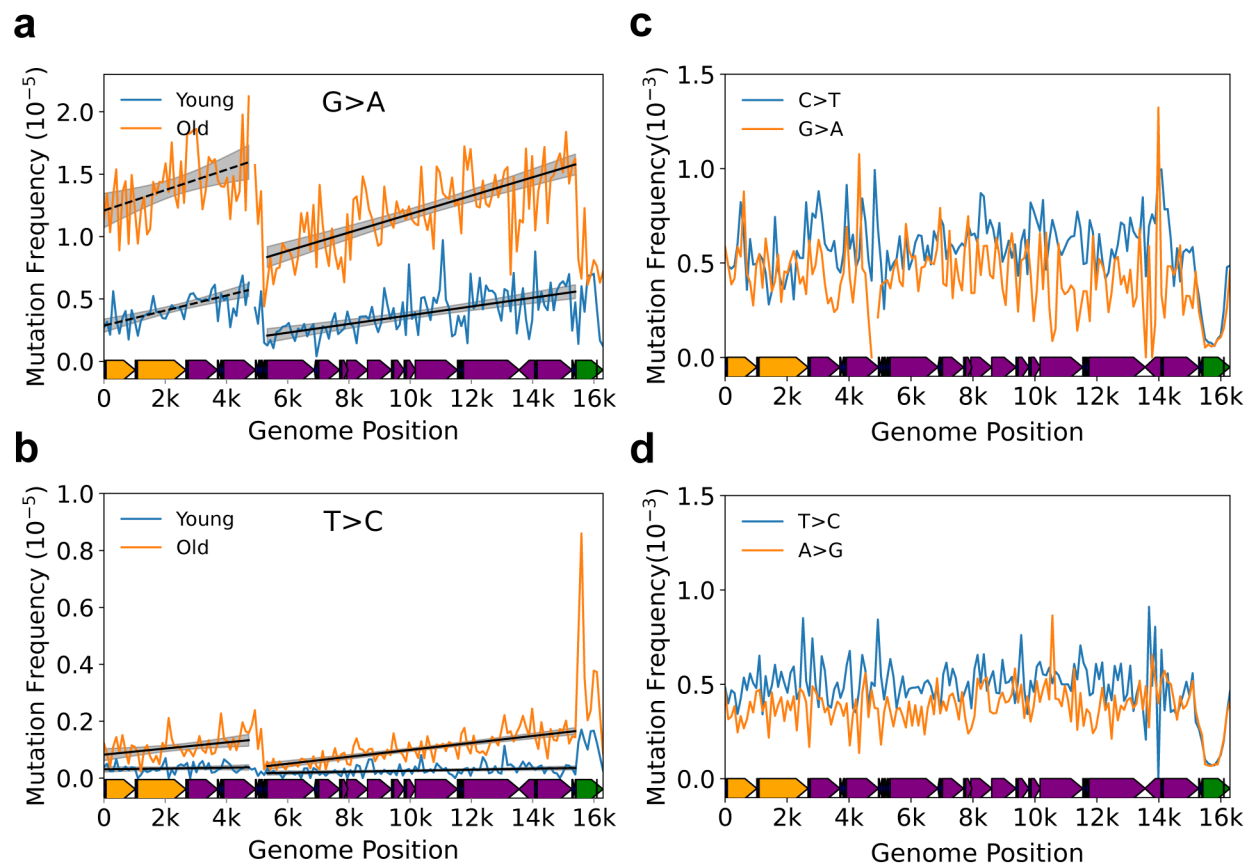 a
Mutation Frequency (10⁻⁵)
2.0
1.5
1.0
0.5
0.0
Young
Old
G>A
0 2k 4k 6k 8k 10k 12k 14k 16k
Genome Position
c
Mutation Frequency(10⁻³)
1.5
1.0
0.5
0.0
C>T
G>A
0 2k 4k 6k 8k 10k 12k 14k 16k
Genome Position
b
Mutation Frequency (10⁻⁵)
1.0
0.8
0.6
0.4
0.2
0.0
Young
Old
T>C
0 2k 4k 6k 8k 10k 12k 14k 16k
Genome Position
d
Mutation Frequency(10⁻³)
1.5
1.0
0.5
0.0
T>C
A>G
0 2k 4k 6k 8k 10k 12k 14k 16k
Genome Position